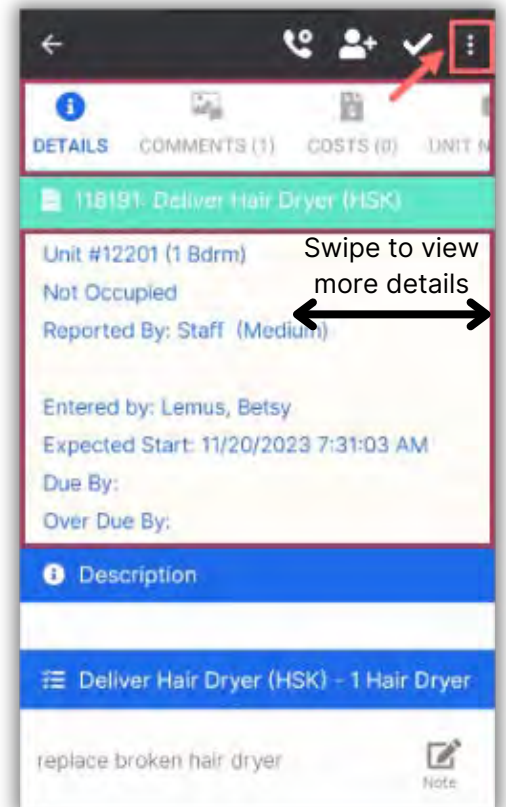 DETAILS COMMENTS (1) COSTS (0) UNIT N
118191: Deliver Hair Dryer (HSK)
Unit #12201 (1 Bdrm)
Swipe to view
more details
Not Occupied
Reported By: Staff (Medium)
Entered by: Lemus, Betsy
Expected Start: 11/20/2023 7:31:03 AM
Due By:
Over Due By:
Description
Deliver Hair Dryer (HSK) - 1 Hair Dryer
replace broken hair dryer
Note